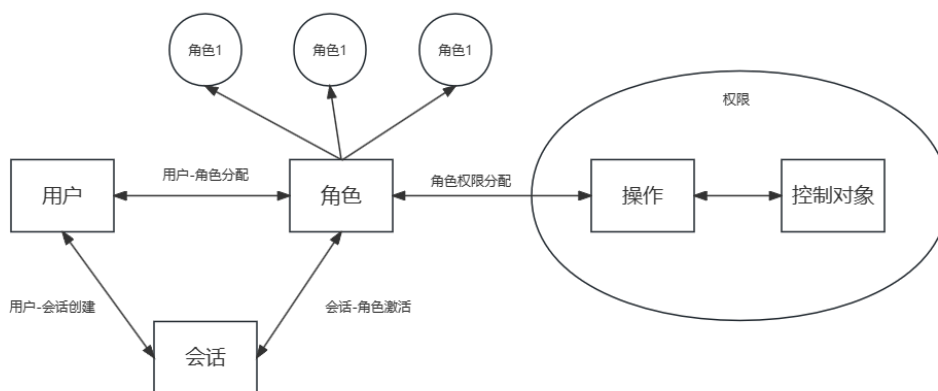 角色1
角色1
角色1
权限
用户
用户-角色分配
角色
角色权限分配
操作
控制对象
用户-会话创建
会话-角色激活
会话